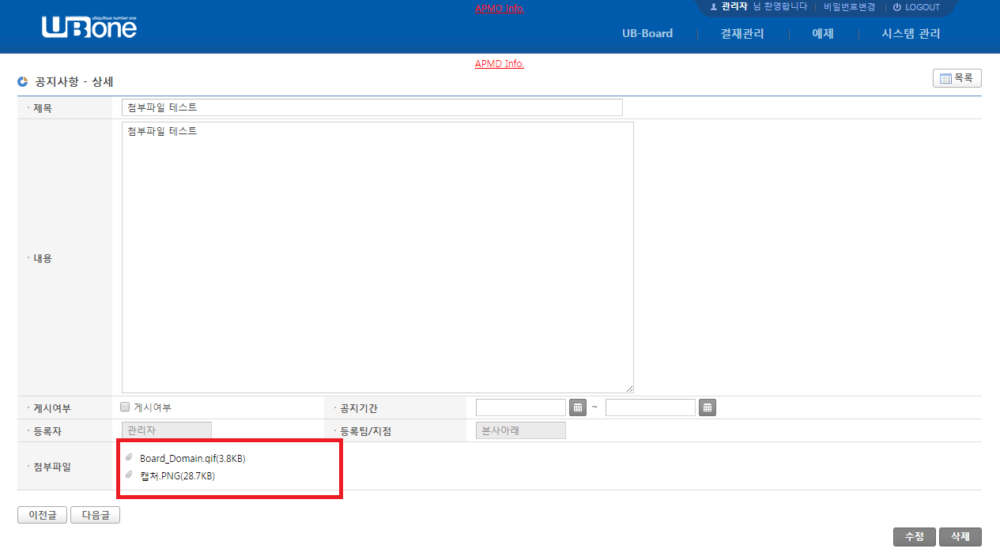 APMD Info.
관리자 님 환영합니다 비밀번호변경 LOGOUT
ubiquitous number one
UBone
UB-Board 결재관리 예제 시스템 관리
APMD Info.
공지사항 - 상세
목록
제목 첨부파일 테스트
내용 첨부파일 테스트
게시여부 게시여부 공지기간 ~
등록자 관리자 등록팀/지점 본사아래
첨부파일
Board_Domain.gif(3.8KB)
캡처.PNG(28.7KB)
이전글 다음글
수정 삭제